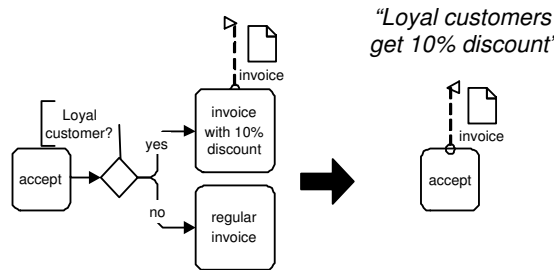 “Loyal customers
get 10% discount”
invoice
Loyal
customer?
accept
yes
no
invoice
with 10%
discount
regular
invoice
invoice
accept